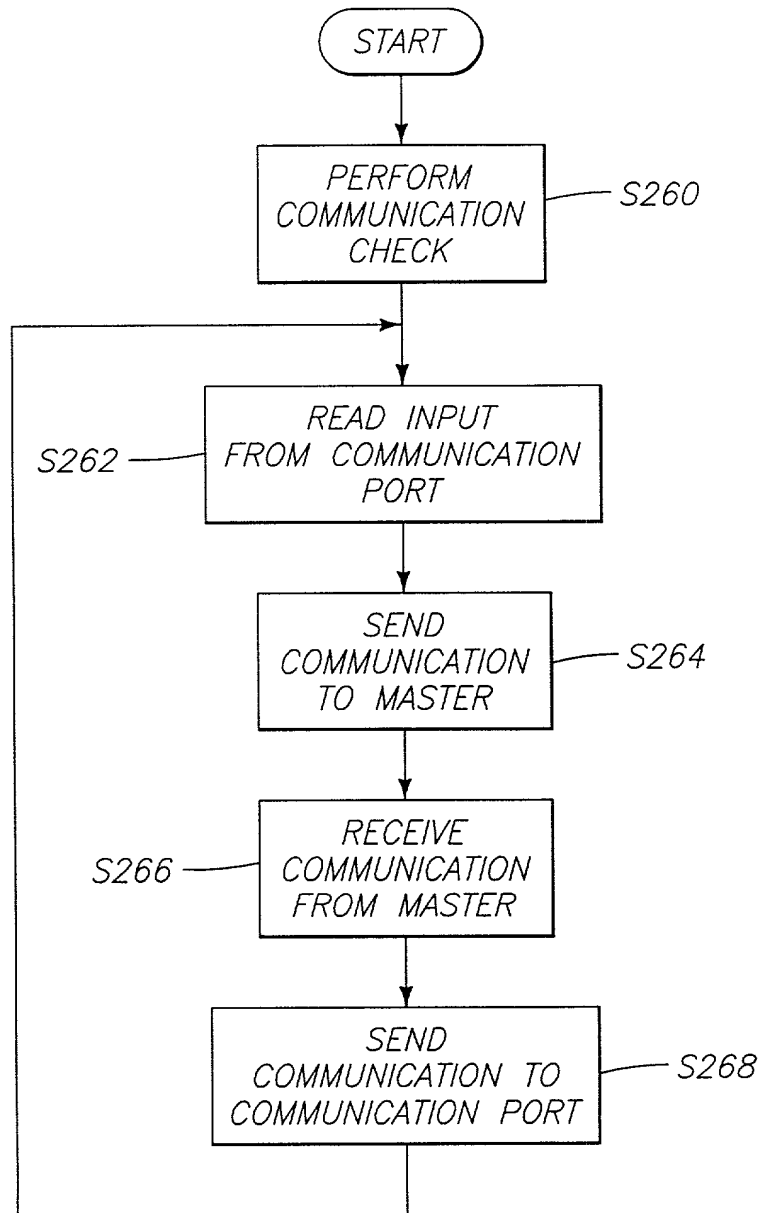 START
PERFORM
COMMUNICATION
CHECK
S260
READ INPUT
FROM COMMUNICATION
PORT
S262
SEND
COMMUNICATION
TO MASTER
S264
RECEIVE
COMMUNICATION
FROM MASTER
S266
SEND
COMMUNICATION TO
COMMUNICATION PORT
S268